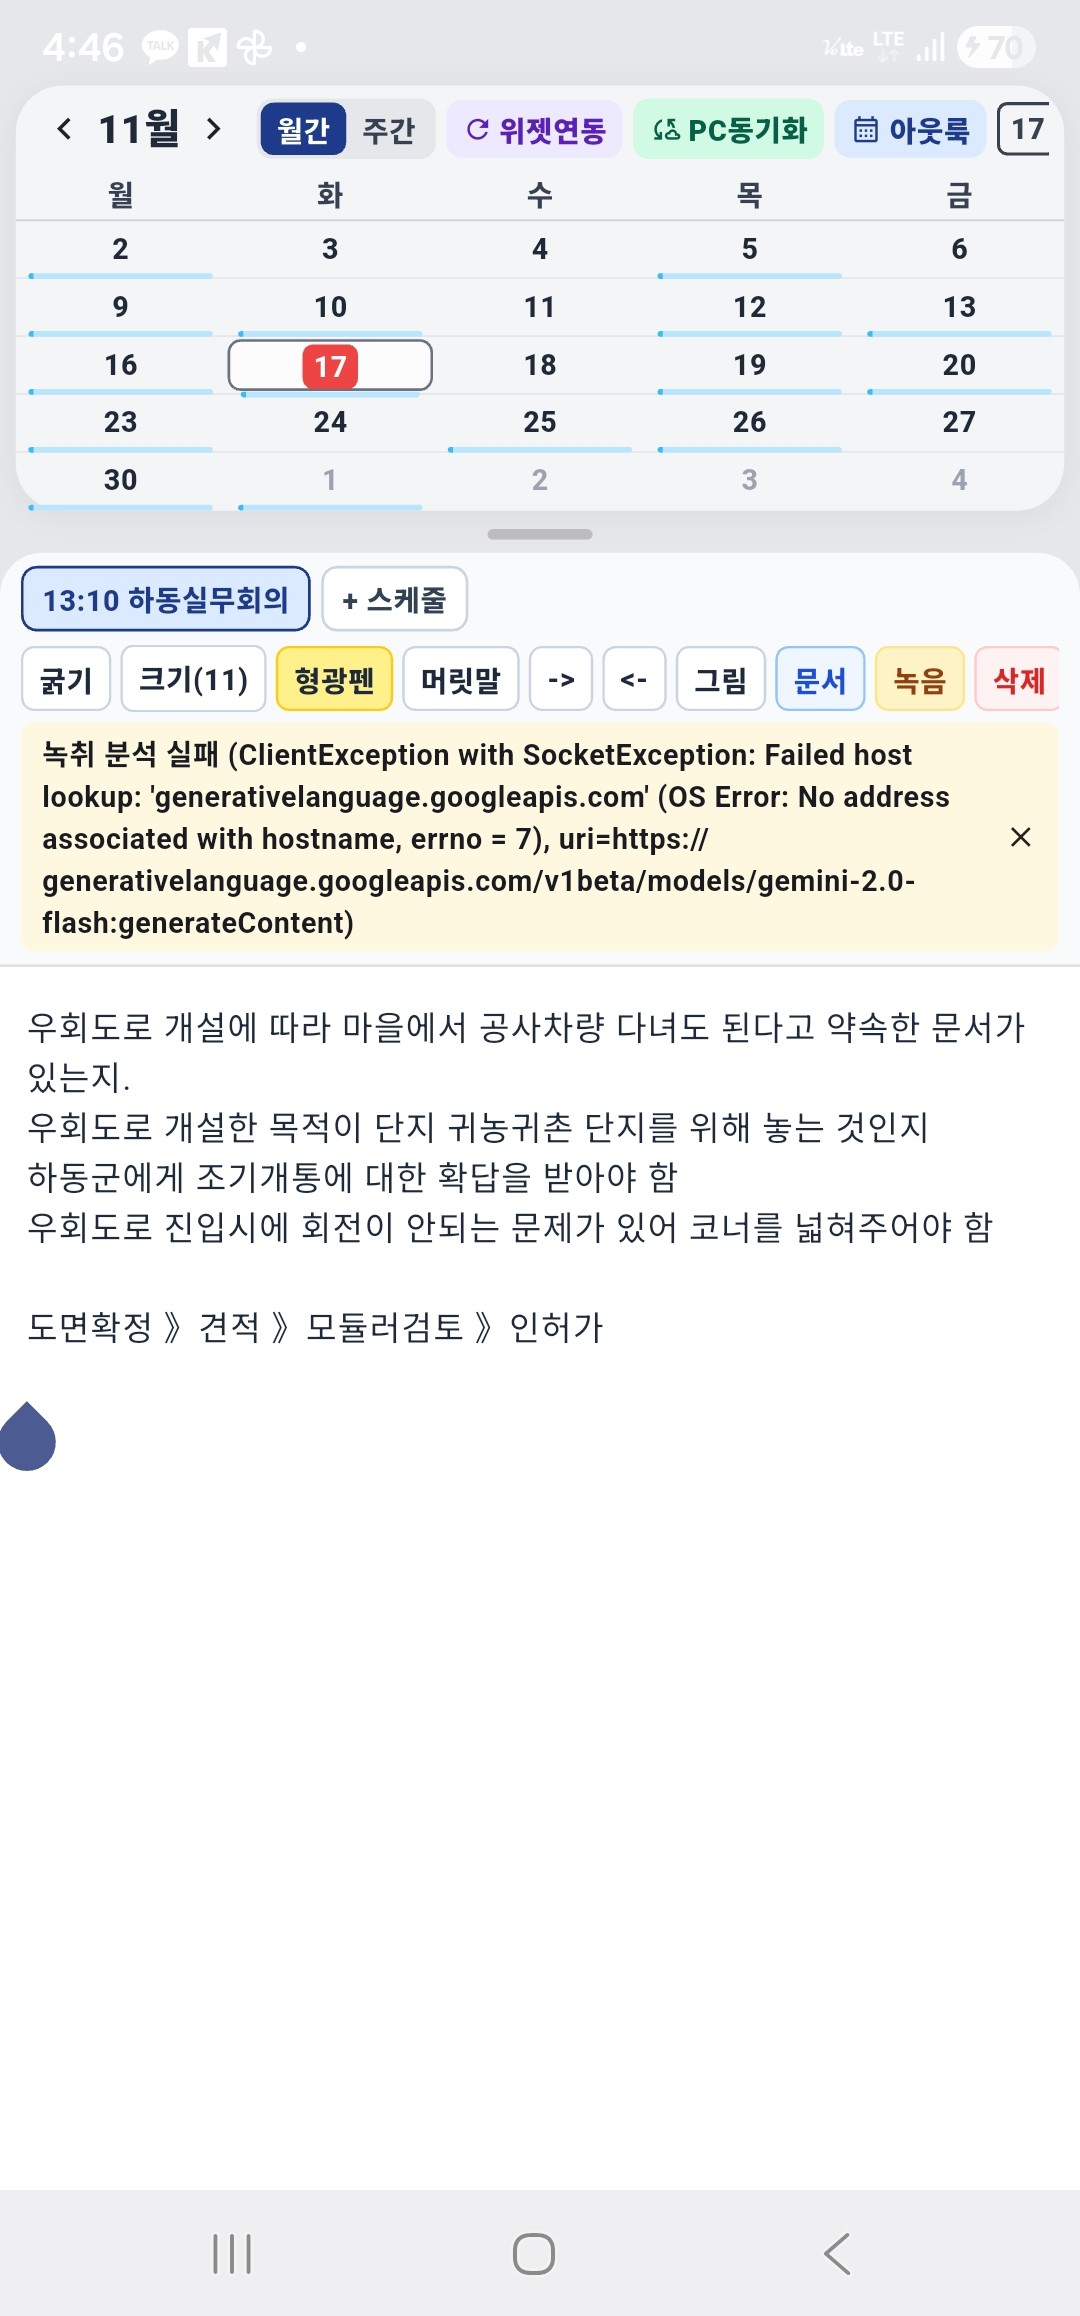 4:46 TALK K LTE 70
11월 월간 주간 위젯연동 PC동기화 아웃룩 17
월 화 수 목 금
2 3 4 5 6
9 10 11 12 13
16 17 18 19 20
23 24 25 26 27
30 1 2 3 4
13:10 하동실무회의 + 스케줄
굵기 크기(11) 형광펜 머릿말 -> <- 그림 문서 녹음 삭제
녹취 분석 실패 (ClientException with SocketException: Failed host
lookup: 'generativelanguage.googleapis.com' (OS Error: No address
associated with hostname, errno = 7), uri=https://
generativelanguage.googleapis.com/v1beta/models/gemini-2.0-
flash:generateContent)
우회도로 개설에 따라 마을에서 공사차량 다녀도 된다고 약속한 문서가
있는지.
우회도로 개설한 목적이 단지 귀농귀촌 단지를 위해 놓는 것인지
하동군에게 조기개통에 대한 확답을 받아야 함
우회도로 진입시에 회전이 안되는 문제가 있어 코너를 넓혀주어야 함
도면확정 》견적 》모듈러검토 》인허가